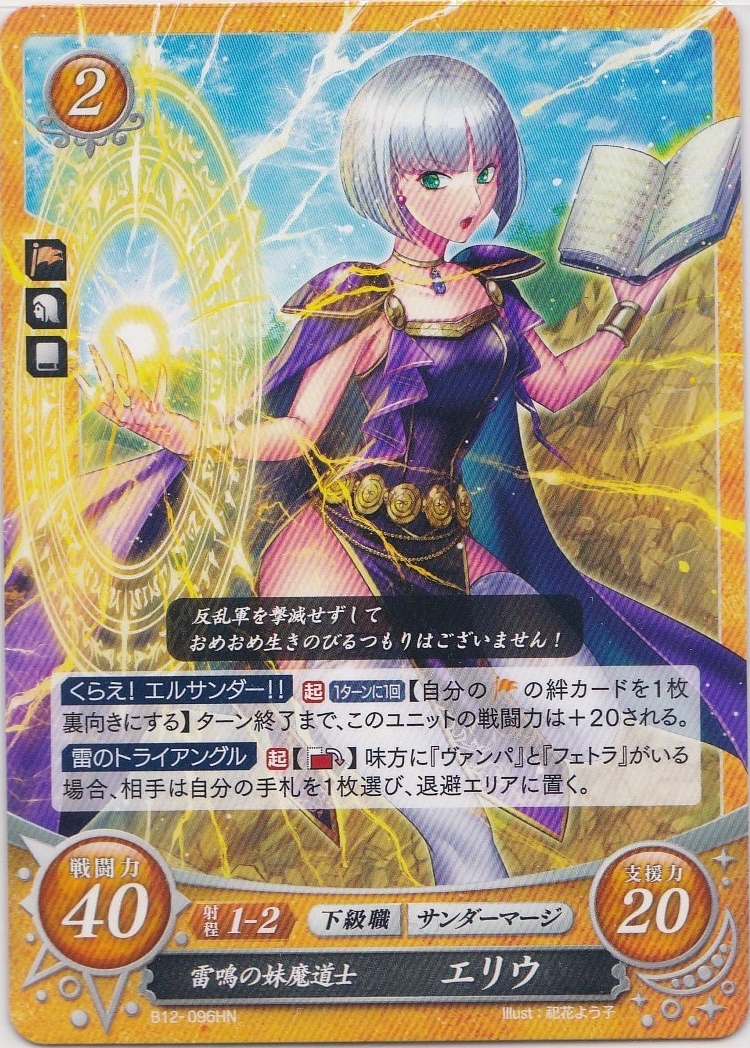 2
反乱軍を撃滅せずして
おめおめ生きのびるつもりはございません!
くらえ! エルサンダー!! 起 1ターンに1回 【自分の の絆カードを1枚
裏向きにする】ターン終了まで、このユニットの戦闘力は+20される。
雷のトライアングル 起【 】味方に『ヴァンパ』と『フェトラ』がいる
場合、相手は自分の手札を1枚選び、退避エリアに置く。
戦闘力
40
射程 1-2
下級職
サンダーマージ
支援力
20
雷鳴の妹魔道士 エリウ
B12-096HN
Illust:祀花よう子